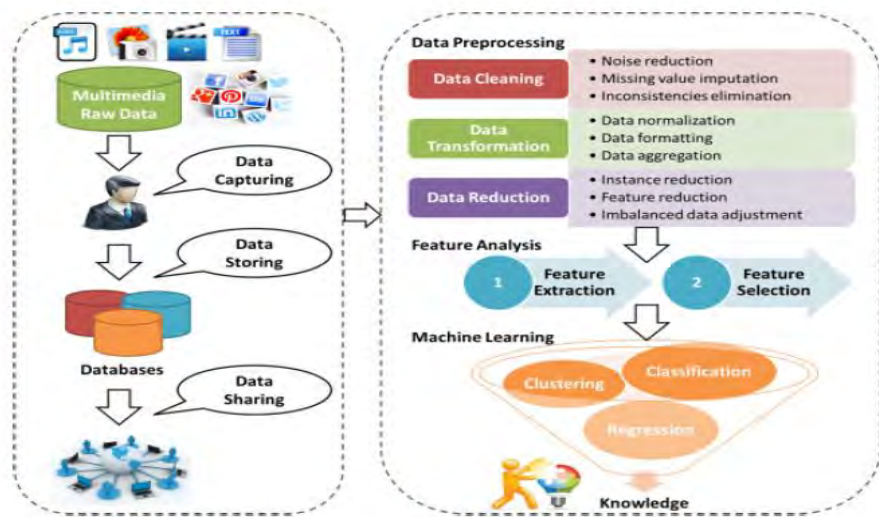 TEXT
Multimedia
Raw Data
Data
Capturing
Data
Storing
Databases
Data
Sharing
Data Preprocessing
Data Cleaning
• Noise reduction
• Missing value imputation
• Inconsistencies elimination
Data
Transformation
• Data normalization
• Data formatting
• Data aggregation
Data Reduction
• Instance reduction
• Feature reduction
• Imbalanced data adjustment
Feature Analysis
1
Feature
Extraction
2
Feature
Selection
Machine Learning
Clustering
Classification
Regression
Knowledge